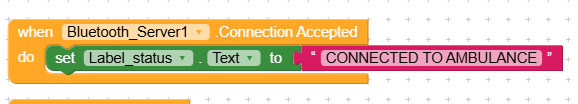 when Bluetooth_Server1 .Connection Accepted
do set Label_status . Text to “ CONNECTED TO AMBULANCE ”